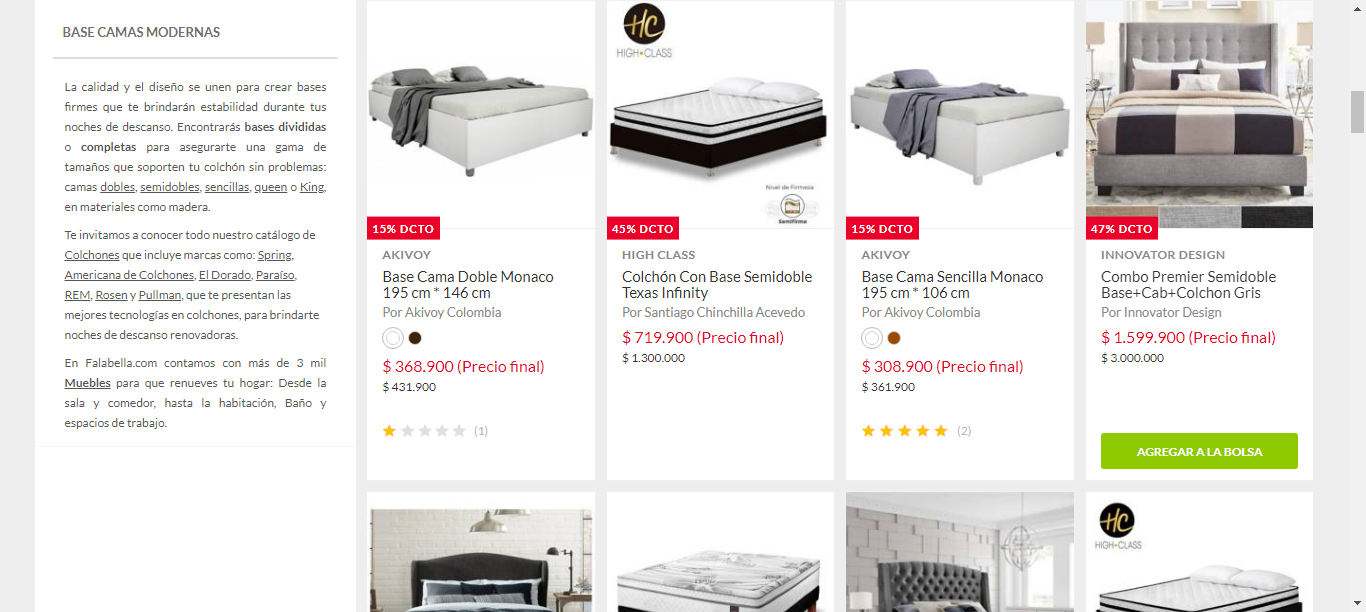 BASE CAMAS MODERNAS
La calidad y el diseño se unen para crear bases
firmes que te brindarán estabilidad durante tus
noches de descanso. Encontrarás bases divididas
o completas para asegurarte una gama de
tamaños que soporten tu colchón sin problemas:
camas dobles, semidobles, sencillas, queen o King,
en materiales como madera.
Te invitamos a conocer todo nuestro catálogo de
Colchones que incluye marcas como: Spring,
Americana de Colchones, El Dorado, Paraíso,
REM, Rosen y Pullman, que te presentan las
mejores tecnologías en colchones, para brindarte
noches de descanso renovadoras.
En Falabella.com contamos con más de 3 mil
Muebles para que renueves tu hogar: Desde la
sala y comedor, hasta la habitación, Baño y
espacios de trabajo.
15% DCTO
AKIVOY
Base Cama Doble Monaco
195 cm * 146 cm
Por Akivoy Colombia
$ 368.900 (Precio final)
$ 431.900
(1)
HC
HIGH CLASS
Nivel de Firmeza
Semifirme
45% DCTO
HIGH CLASS
Colchón Con Base Semidoble
Texas Infinity
Por Santiago Chinchilla Acevedo
$ 719.900 (Precio final)
$ 1.300.000
15% DCTO
AKIVOY
Base Cama Sencilla Monaco
195 cm * 106 cm
Por Akivoy Colombia
$ 308.900 (Precio final)
$ 361.900
(2)
47% DCTO
INNOVATOR DESIGN
Combo Premier Semidoble
Base+Cab+Colchon Gris
Por Innovator Design
$ 1.599.900 (Precio final)
$ 3.000.000
AGREGAR A LA BOLSA
HC
HIGH CLASS